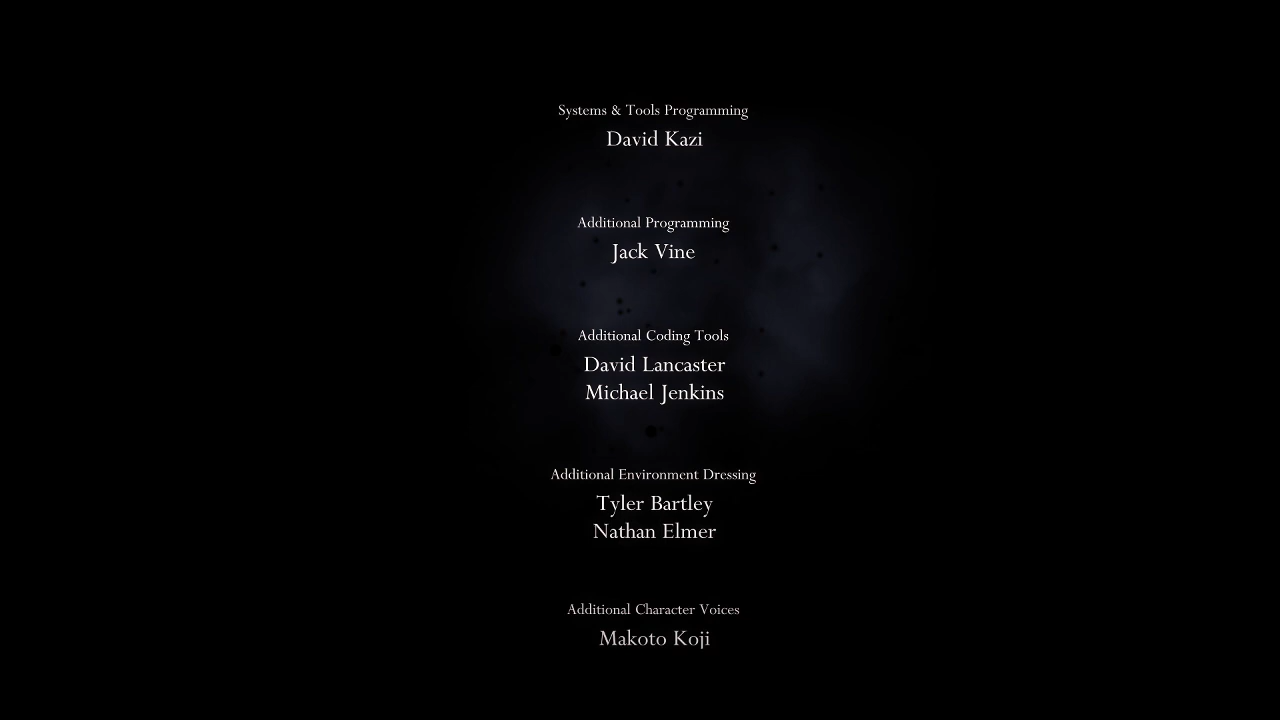 Systems & Tools Programming
David Kazi
Additional Programming
Jack Vine
Additional Coding Tools
David Lancaster
Michael Jenkins
Additional Environment Dressing
Tyler Bartley
Nathan Elmer
Additional Character Voices
Makoto Koji